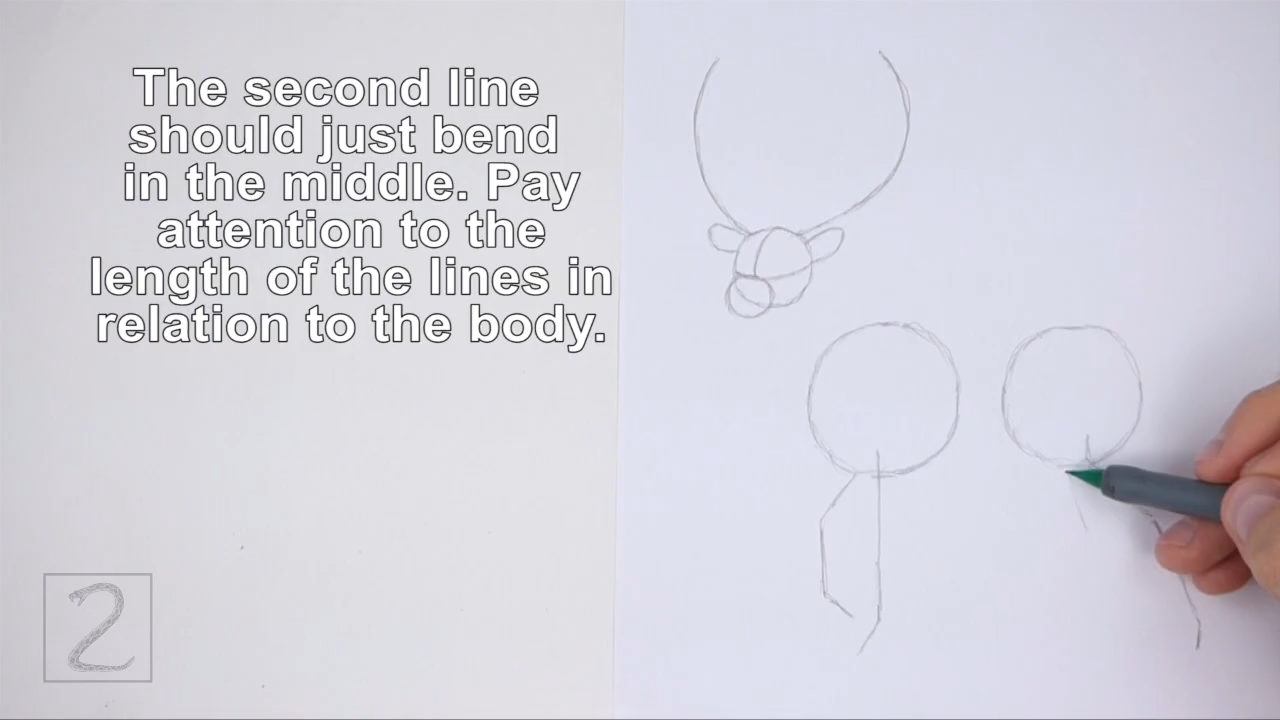 The second line
should just bend
in the middle. Pay
attention to the
length of the lines in
relation to the body.